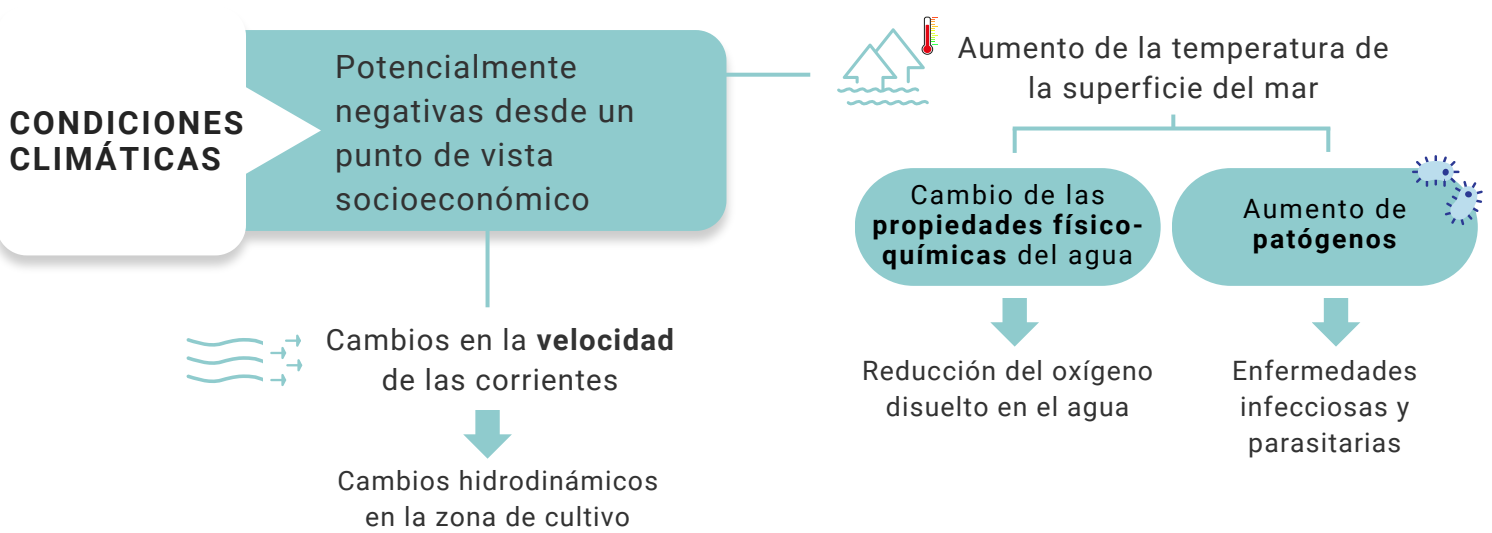 CONDICIONES
CLIMÁTICAS
Potencialmente
negativas desde un
punto de vista
socioeconómico
Aumento de la temperatura de
la superficie del mar
Cambio de las
propiedades físico-
químicas del agua
Aumento de
patógenos
Reducción del oxígeno
disuelto en el agua
Enfermedades
infecciosas y
parasitarias
Cambios en la velocidad
de las corrientes
Cambios hidrodinámicos
en la zona de cultivo